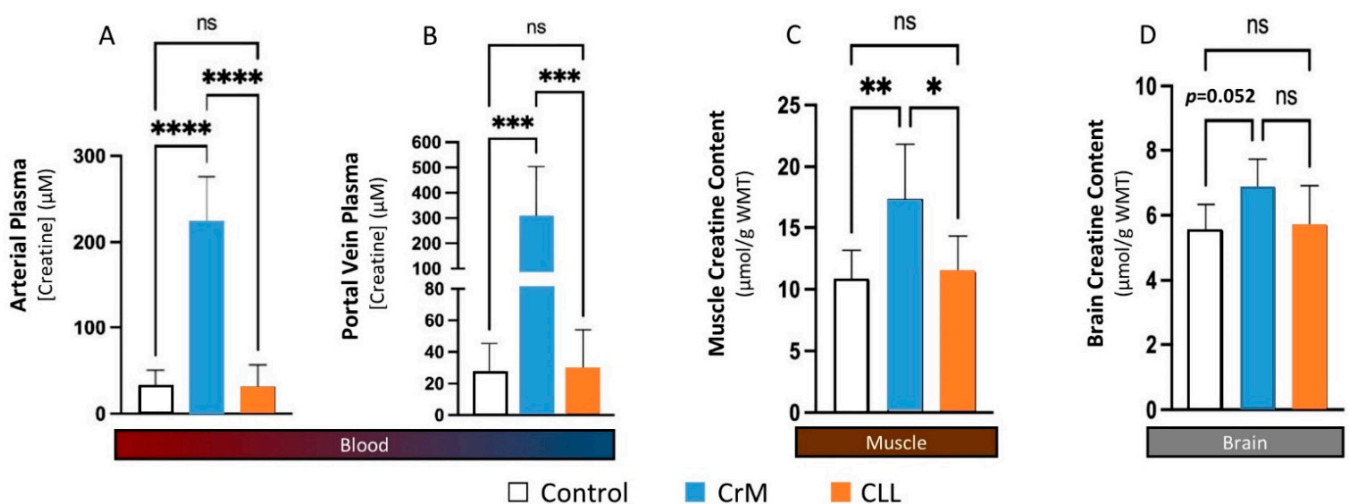 A
ns
****
****
Arterial Plasma
[Creatine] (μM)
300
200
100
0
B
ns
***
***
Portal Vein Plasma
[Creatine] (μM)
600
500
400
300
200
100
80
60
40
20
0
Blood
C
ns
**
*
Muscle Creatine Content
(μmol/g WMT)
25
20
15
10
5
0
Muscle
D
ns
p=0.052
ns
Brain Creatine Content
(μmol/g WMT)
10
8
6
4
2
0
Brain
Control
CrM
CLL